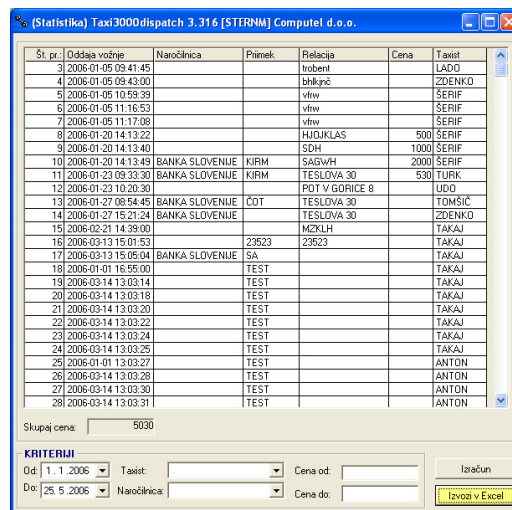 (Statistika) Taxi3000dispatch 3.316 [STERNM] Computel d.o.o.
Št. pr.: Oddaja vožnje Naročilnica Priimek Relacija Cena Taxist
3 2006-01-05 09:41:45 trobent LADO
4 2006-01-05 09:43:00 bhlkjnč ZDENKO
5 2006-01-05 10:59:39 vfrw ŠERIF
6 2006-01-05 11:16:53 vfrw ŠERIF
7 2006-01-05 11:17:08 vfrw ŠERIF
8 2006-01-20 14:13:22 HJOJKLAS 500 ŠERIF
9 2006-01-20 14:13:40 SDH 1000 ŠERIF
10 2006-01-20 14:13:49 BANKA SLOVENIJE KIRM SAGWH 2000 ŠERIF
11 2006-01-23 09:33:30 BANKA SLOVENIJE KIRM TESLOVA 30 530 TURK
12 2006-01-23 10:20:30 POT V GORICE 8 UDO
13 2006-01-27 08:54:45 BANKA SLOVENIJE ČOT TESLOVA 30 TOMŠIČ
14 2006-01-27 15:21:24 BANKA SLOVENIJE TESLOVA 30 ZDENKO
15 2006-02-21 14:39:00 MZKLH TAKAJ
16 2006-03-13 15:01:53 23523 23523 TAKAJ
17 2006-03-13 15:05:04 BANKA SLOVENIJE SA TAKAJ
18 2006-01-01 16:55:00 TEST TAKAJ
19 2006-03-14 13:03:14 TEST TAKAJ
20 2006-03-14 13:03:18 TEST TAKAJ
21 2006-03-14 13:03:20 TEST TAKAJ
22 2006-03-14 13:03:22 TEST TAKAJ
23 2006-03-14 13:03:24 TEST TAKAJ
24 2006-03-14 13:03:25 TEST TAKAJ
25 2006-01-01 13:03:27 TEST ANTON
26 2006-03-14 13:03:28 TEST ANTON
27 2006-03-14 13:03:30 TEST ANTON
28 2006-03-14 13:03:31 TEST ANTON
Skupaj cena: 5030
KRITERIJI
Od: 1 . 1 .2006 Taxist: Cena od: Izračun
Do: 25. 5 .2006 Naročilnica: Cena do: Izvozi v Excel